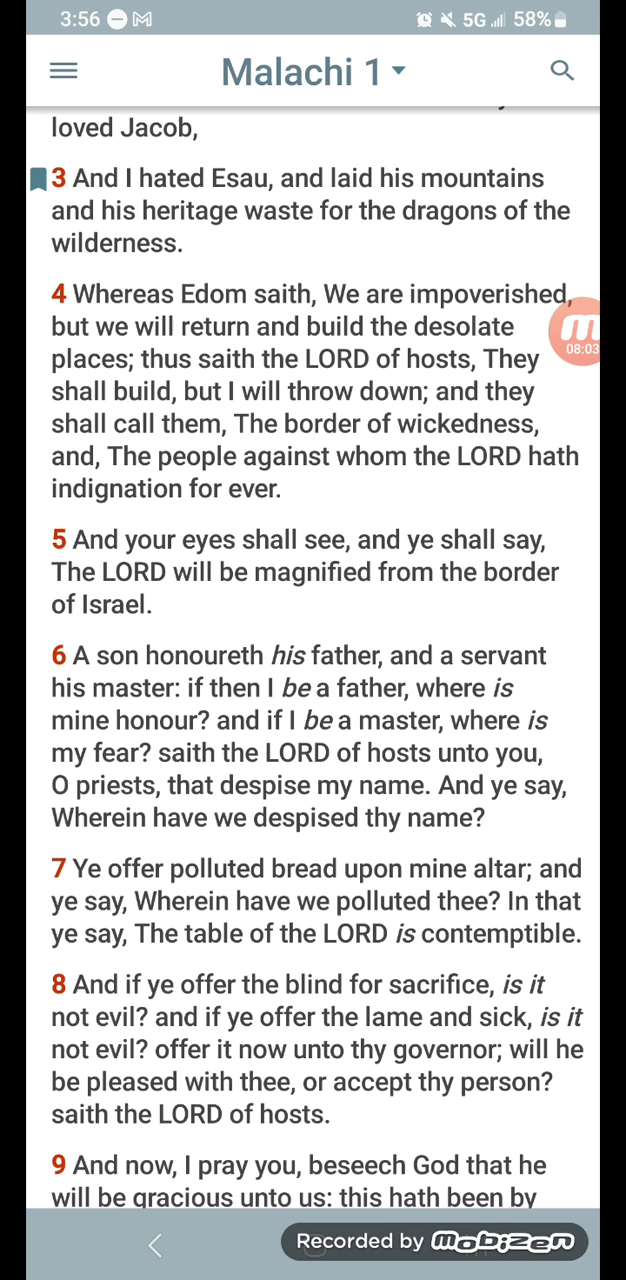 3:56 5G 58%
Malachi 1
loved Jacob,
3 And I hated Esau, and laid his mountains
and his heritage waste for the dragons of the
wilderness.
4 Whereas Edom saith, We are impoverished,
but we will return and build the desolate
places; thus saith the LORD of hosts, They
08:03
shall build, but I will throw down; and they
shall call them, The border of wickedness,
and, The people against whom the LORD hath
indignation for ever.
5 And your eyes shall see, and ye shall say,
The LORD will be magnified from the border
of Israel.
6 A son honoureth his father, and a servant
his master: if then I be a father, where is
mine honour? and if I be a master, where is
my fear? saith the LORD of hosts unto you,
O priests, that despise my name. And ye say,
Wherein have we despised thy name?
7 Ye offer polluted bread upon mine altar; and
ye say, Wherein have we polluted thee? In that
ye say, The table of the LORD is contemptible.
8 And if ye offer the blind for sacrifice, is it
not evil? and if ye offer the lame and sick, is it
not evil? offer it now unto thy governor; will he
be pleased with thee, or accept thy person?
saith the LORD of hosts.
9 And now, I pray you, beseech God that he
will be gracious unto us: this hath been by
Recorded by mobizen